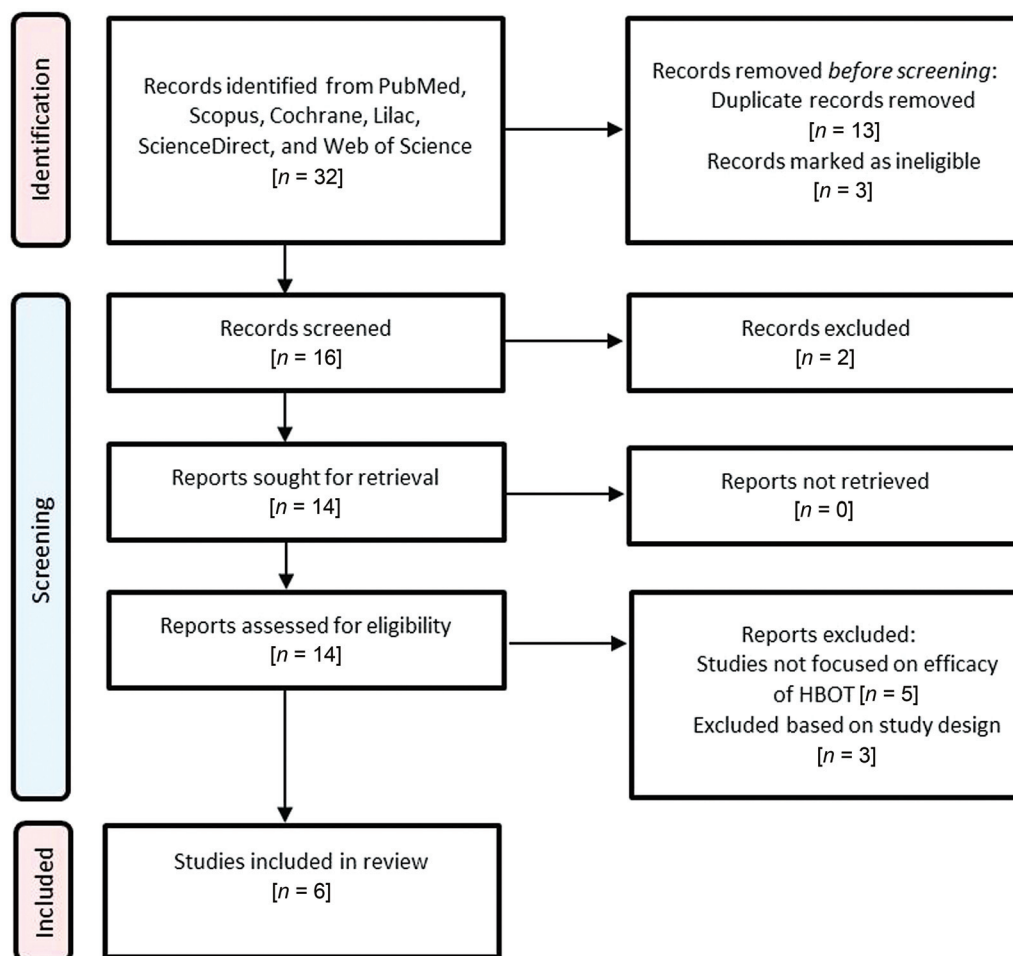 Identification
Records identified from PubMed,
Scopus, Cochrane, Lilac,
ScienceDirect, and Web of Science
[n = 32]
Records removed before screening:
Duplicate records removed
[n = 13]
Records marked as ineligible
[n = 3]
Screening
Records screened
[n = 16]
Records excluded
[n = 2]
Reports sought for retrieval
[n = 14]
Reports not retrieved
[n = 0]
Reports assessed for eligibility
[n = 14]
Reports excluded:
Studies not focused on efficacy
of HBOT [n = 5]
Excluded based on study design
[n = 3]
Included
Studies included in review
[n = 6]